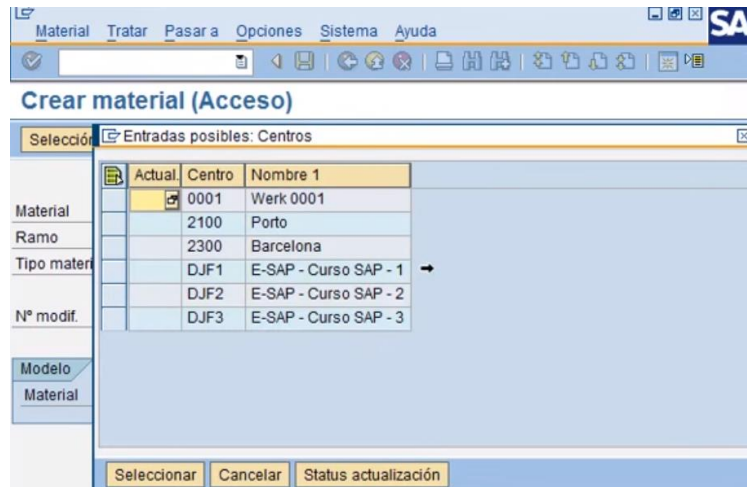 Material Tratar Pasar a Opciones Sistema Ayuda
SA
Crear material (Acceso)
Selección
Entradas posibles: Centros
Actual. Centro Nombre 1
0001 Werk 0001
2100 Porto
2300 Barcelona
DJF1 E-SAP - Curso SAP - 1
DJF2 E-SAP - Curso SAP - 2
DJF3 E-SAP - Curso SAP - 3
Material
Ramo
Tipo materi
Nº modif.
Modelo
Material
Seleccionar Cancelar Status actualización